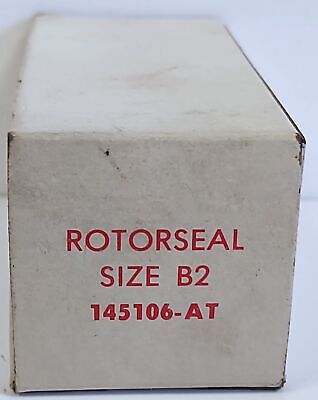 ROTORSEAL
SIZE B2
145106-AT